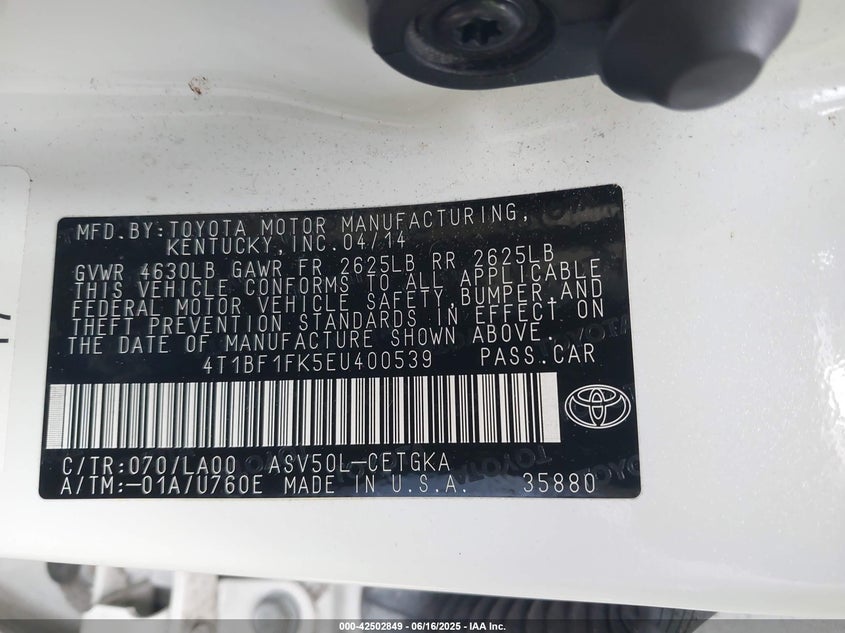 MFD.BY:TOYOTA MOTOR MANUFACTURING,
KENTUCKY,INC.04/14
GVWR 4630LB GAWR FR 2625LB RR 2625LB
THIS VEHICLE CONFORMS TO ALL APPLICABLE
FEDERAL MOTOR VEHICLE SAFETY,BUMPER,AND
THEFT PREVENTION STANDARDS IN EFFECT ON
THE DATE OF MANUFACTURE SHOWN ABOVE.
4T1BF1FK5EU400539 PASS.CAR
C/TR:070/LA00 ASV50L-CETGKA
A/TM:-01A/U760E MADE IN U.S.A. 35880
000-42502849 - 06/16/2025 - IAA Inc.